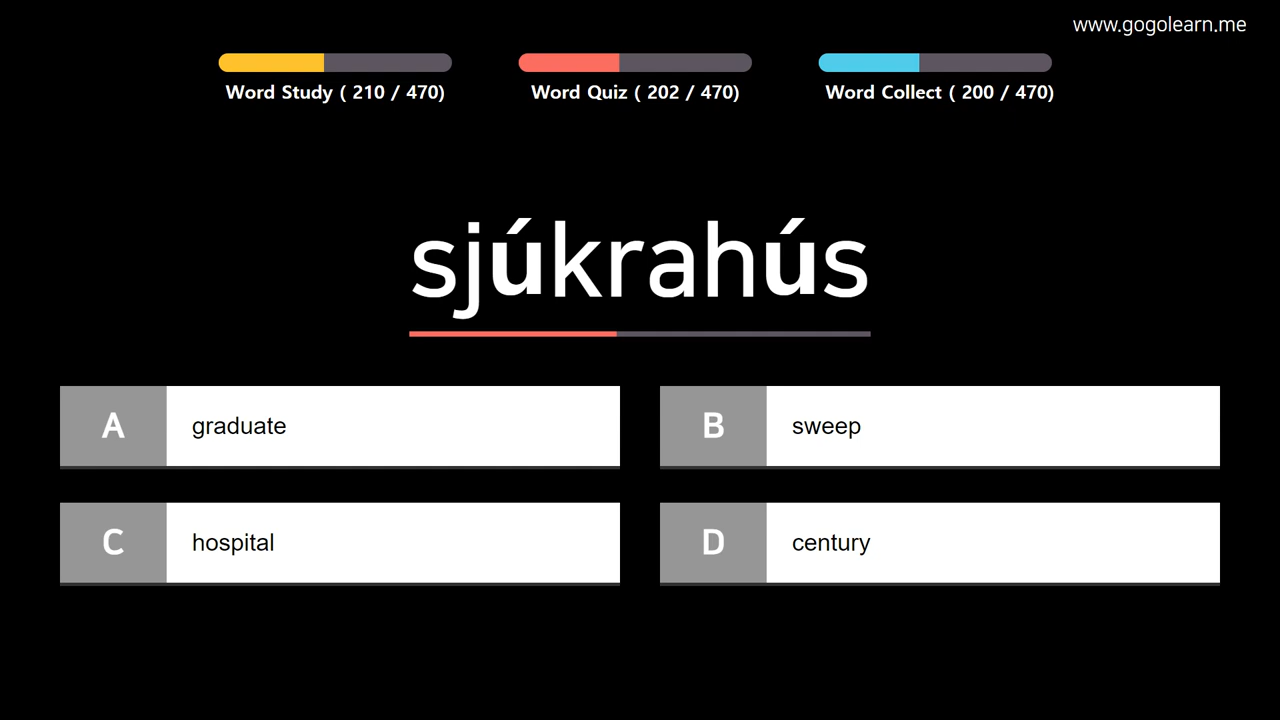 www.gogolearn.me
Word Study ( 210 / 470)
Word Quiz ( 202 / 470)
Word Collect ( 200 / 470)
sjúkrahús
A graduate
B sweep
C hospital
D century